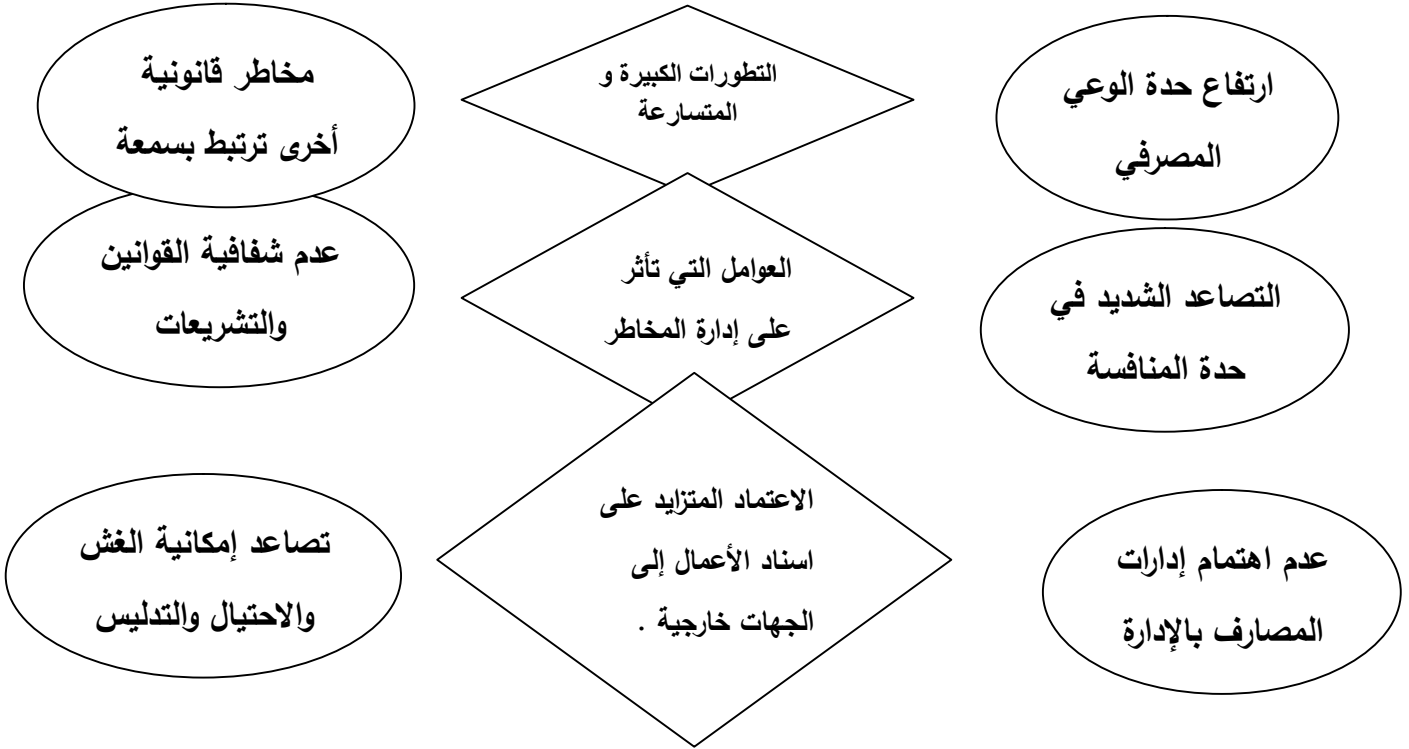 ارتفاع حدة الوعي
المصرفي
التطورات الكبيرة و
المتسارعة
مخاطر قانونية
أخرى ترتبط بسمعة
التصاعد الشديد في
حدة المنافسة
العوامل التي تأثر
على إدارة المخاطر
عدم شفافية القوانين
والتشريعات
عدم اهتمام إدارات
المصارف بالإدارة
الاعتماد المتزايد على
اسناد الأعمال إلى
الجهات خارجية .
تصاعد إمكانية الغش
والاحتيال والتدليس